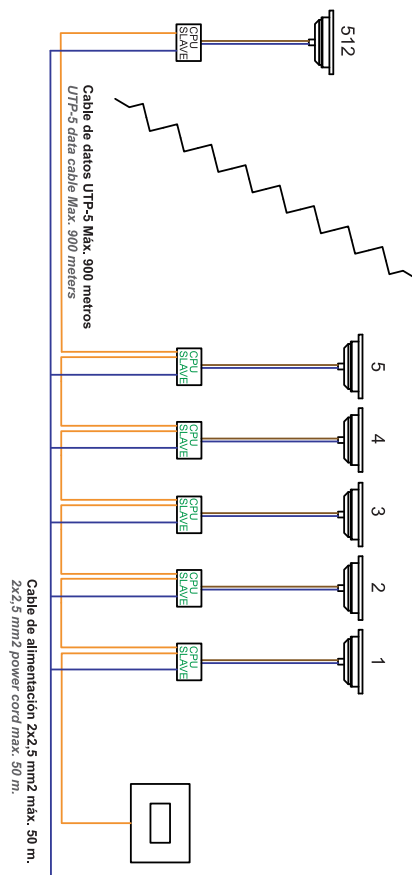 512
CPU
SLAVE
Cable de datos UTP-5 Máx. 900 metros
UTP-5 data cable Max. 900 meters
5
CPU
SLAVE
4
CPU
SLAVE
3
CPU
SLAVE
2
CPU
SLAVE
1
CPU
SLAVE
Cable de alimentación 2x2,5 mm2 máx. 50 m.
2x2,5 mm2 power cord max. 50 m.